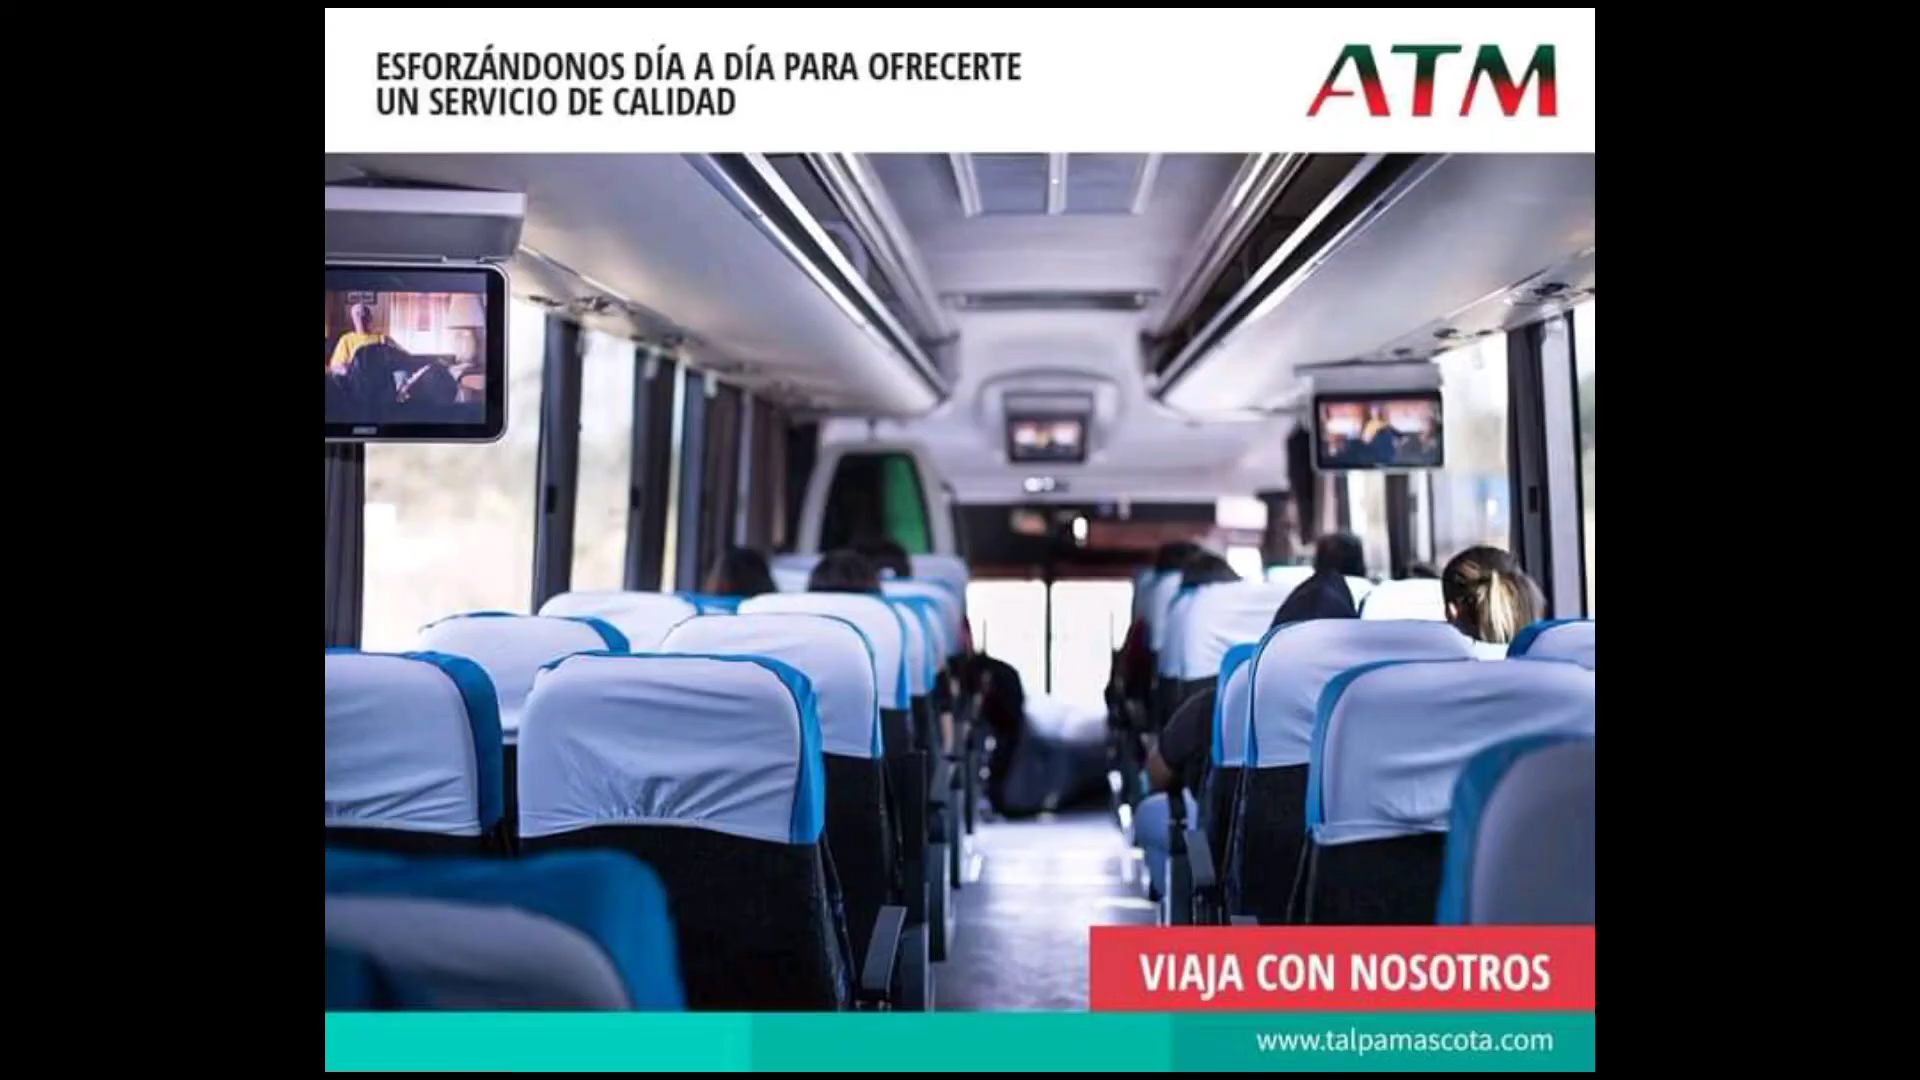 ESFORZÁNDONOS DÍA A DÍA PARA OFRECERTE
UN SERVICIO DE CALIDAD
ATM
VIAJA CON NOSOTROS
www.talpamascota.com